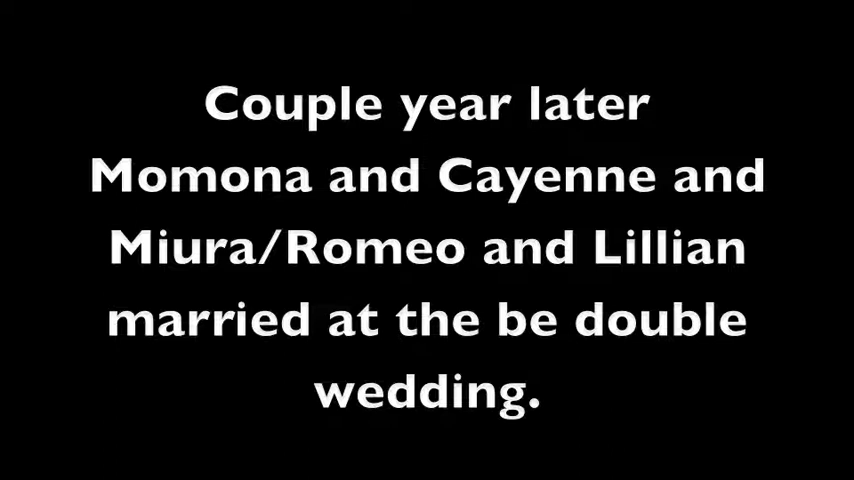 Couple year later
Momona and Cayenne and
Miura/Romeo and Lillian
married at the be double
wedding.